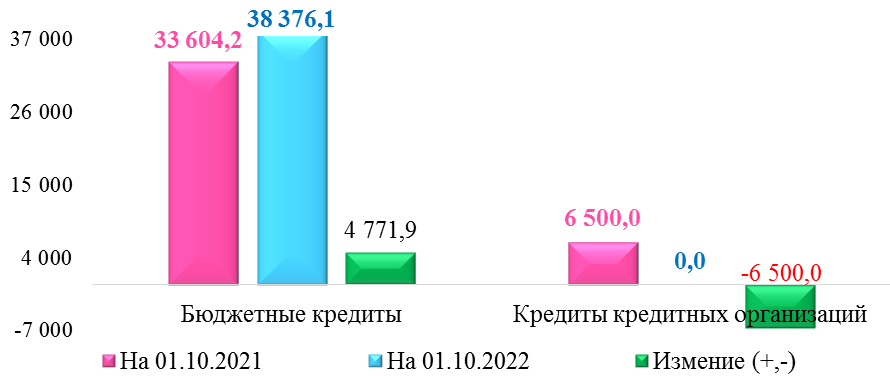 38 376,1
37 000
33 604,2
26 000
15 000
6 500,0
4 771,9
4 000
0,0
-6 500,0
Бюджетные кредиты
Кредиты кредитных организаций
-7 000
На 01.10.2021
На 01.10.2022
Измение (+,-)